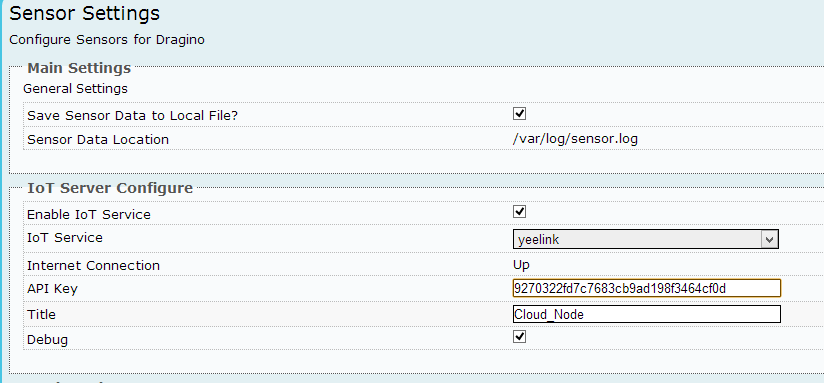 Sensor Settings
Configure Sensors for Dragino
Main Settings
General Settings
Save Sensor Data to Local File?
Sensor Data Location /var/log/sensor.log
IoT Server Configure
Enable IoT Service
IoT Service yeelink
Internet Connection Up
API Key 9270322fd7c7683cb9ad198f3464cf0d
Title Cloud_Node
Debug